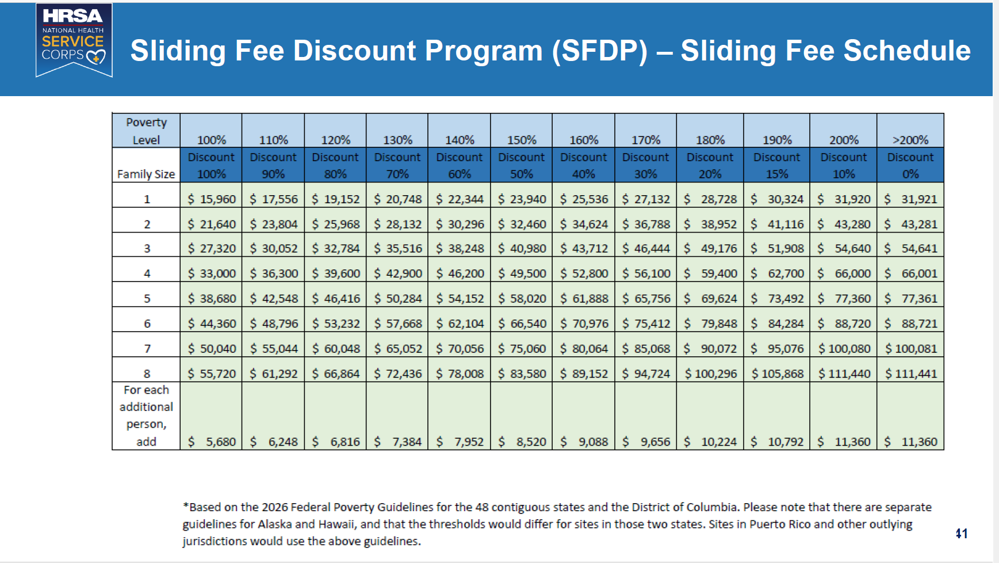 HRSA
NATIONAL HEALTH
SERVICE
CORPS
Sliding Fee Discount Program (SFDP) – Sliding Fee Schedule
Poverty Level 100% 110% 120% 130% 140% 150% 160% 170% 180% 190% 200% >200%
Family Size Discount 100% Discount 90% Discount 80% Discount 70% Discount 60% Discount 50% Discount 40% Discount 30% Discount 20% Discount 15% Discount 10% Discount 0%
1 $ 15,960 $ 17,556 $ 19,152 $ 20,748 $ 22,344 $ 23,940 $ 25,536 $ 27,132 $ 28,728 $ 30,324 $ 31,920 $ 31,921
2 $ 21,640 $ 23,804 $ 25,968 $ 28,132 $ 30,296 $ 32,460 $ 34,624 $ 36,788 $ 38,952 $ 41,116 $ 43,280 $ 43,281
3 $ 27,320 $ 30,052 $ 32,784 $ 35,516 $ 38,248 $ 40,980 $ 43,712 $ 46,444 $ 49,176 $ 51,908 $ 54,640 $ 54,641
4 $ 33,000 $ 36,300 $ 39,600 $ 42,900 $ 46,200 $ 49,500 $ 52,800 $ 56,100 $ 59,400 $ 62,700 $ 66,000 $ 66,001
5 $ 38,680 $ 42,548 $ 46,416 $ 50,284 $ 54,152 $ 58,020 $ 61,888 $ 65,756 $ 69,624 $ 73,492 $ 77,360 $ 77,361
6 $ 44,360 $ 48,796 $ 53,232 $ 57,668 $ 62,104 $ 66,540 $ 70,976 $ 75,412 $ 79,848 $ 84,284 $ 88,720 $ 88,721
7 $ 50,040 $ 55,044 $ 60,048 $ 65,052 $ 70,056 $ 75,060 $ 80,064 $ 85,068 $ 90,072 $ 95,076 $ 100,080 $ 100,081
8 $ 55,720 $ 61,292 $ 66,864 $ 72,436 $ 78,008 $ 83,580 $ 89,152 $ 94,724 $ 100,296 $ 105,868 $ 111,440 $ 111,441
For each
additional
person,
add $ 5,680 $ 6,248 $ 6,816 $ 7,384 $ 7,952 $ 8,520 $ 9,088 $ 9,656 $ 10,224 $ 10,792 $ 11,360 $ 11,360
*Based on the 2026 Federal Poverty Guidelines for the 48 contiguous states and the District of Columbia. Please note that there are separate
guidelines for Alaska and Hawaii, and that the thresholds would differ for sites in those two states. Sites in Puerto Rico and other outlying
jurisdictions would use the above guidelines.
41